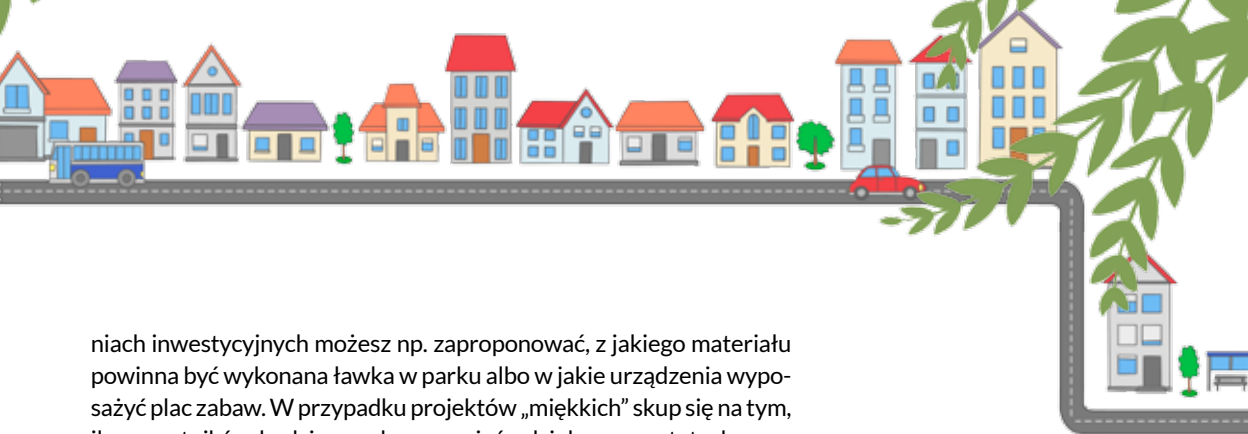 niach inwestycyjnych możesz np. zaproponować, z jakiego materiału
powinna być wykonana ławka w parku albo w jakie urządzenia wypo-
sażyć plac zabaw. W przypadku projektów „miękkich” skup się na tym,